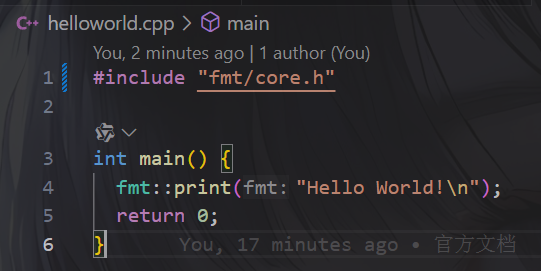 helloworld.cpp > main
You, 2 minutes ago | 1 author (You)
1 #include "fmt/core.h"
2
3 int main() {
4 fmt::print(fmt:"Hello World!\n");
5 return 0;
6 } You, 17 minutes ago • 官方文档